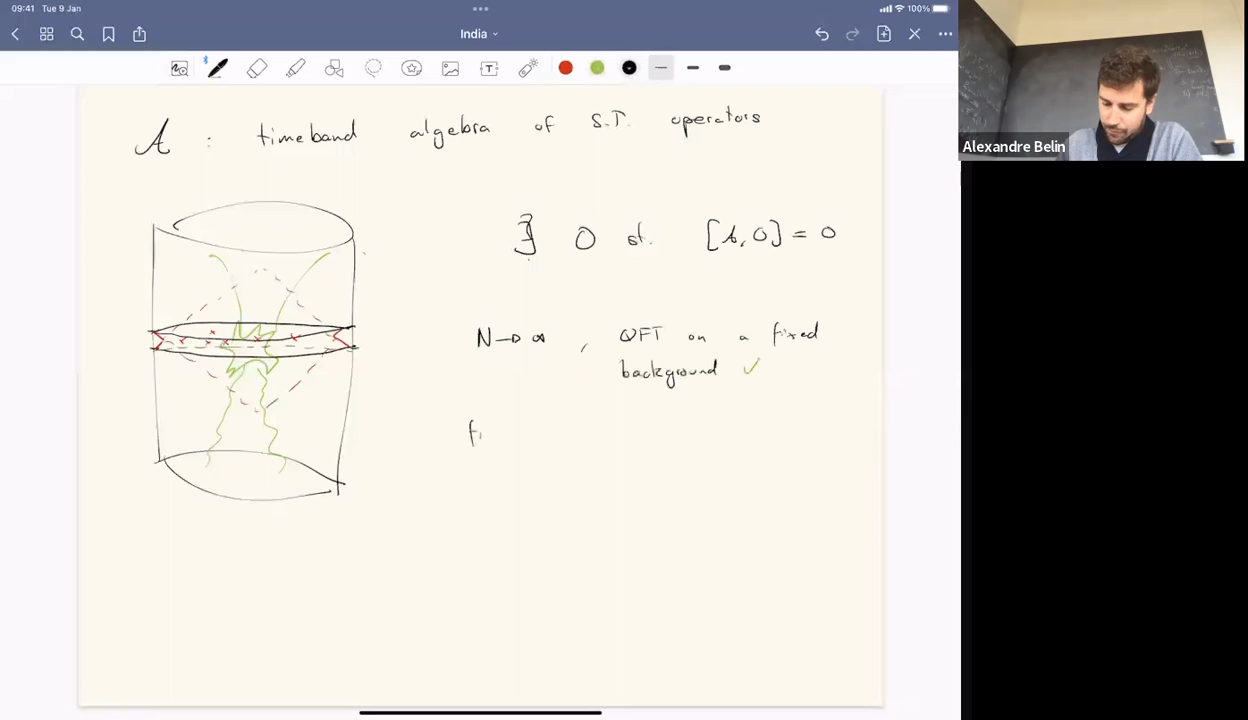 09:41 Tue 9 Jan
100%
India
Alexandre Belin
A : timeband algebra of S.T. operators
∃ O st. [A, O] = 0
N → ∞ , QFT on a fixed
background ✓
fi